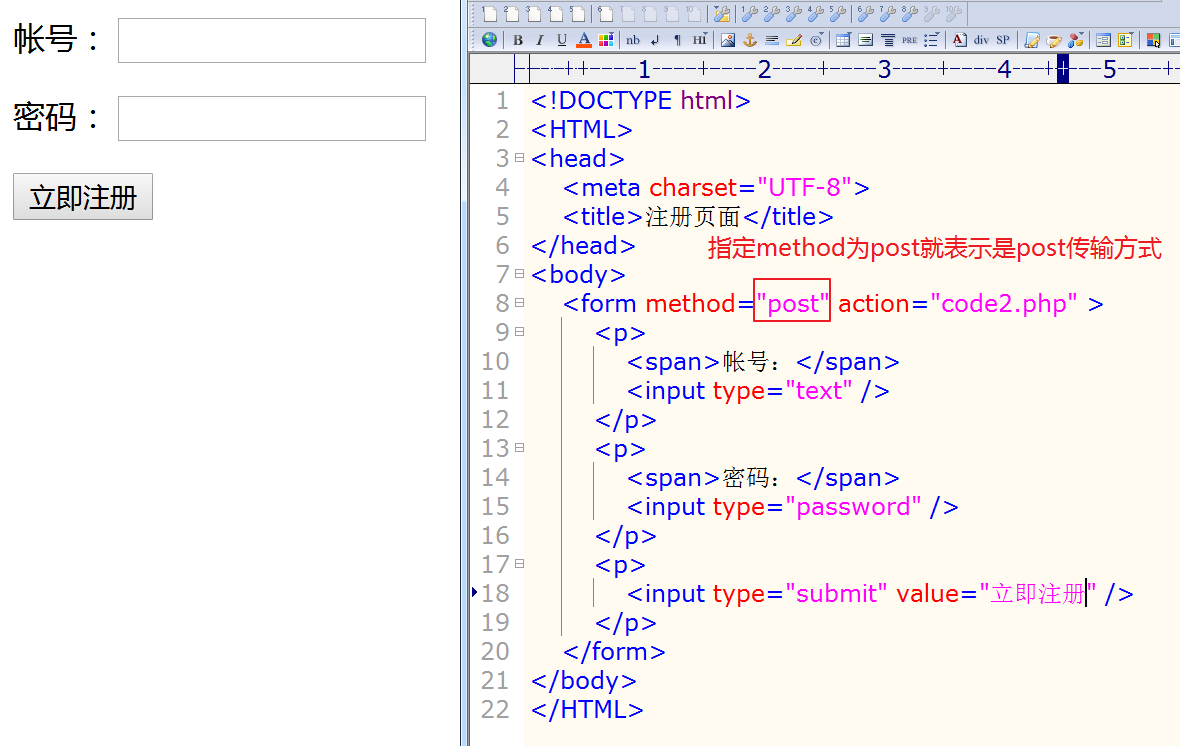 帐号：
密码：
立即注册
B I U A nb ¶ HI div SP PRE
1 2 3 4 5
1 <!DOCTYPE html>
2 <HTML>
3 <head>
4 <meta charset="UTF-8">
5 <title>注册页面</title>
6 </head>
指定method为post就表示是post传输方式
7 <body>
8 <form method="post" action="code2.php" >
9 <p>
10 <span>帐号：</span>
11 <input type="text" />
12 </p>
13 <p>
14 <span>密码：</span>
15 <input type="password" />
16 </p>
17 <p>
18 <input type="submit" value="立即注册" />
19 </p>
20 </form>
21 </body>
22 </HTML>